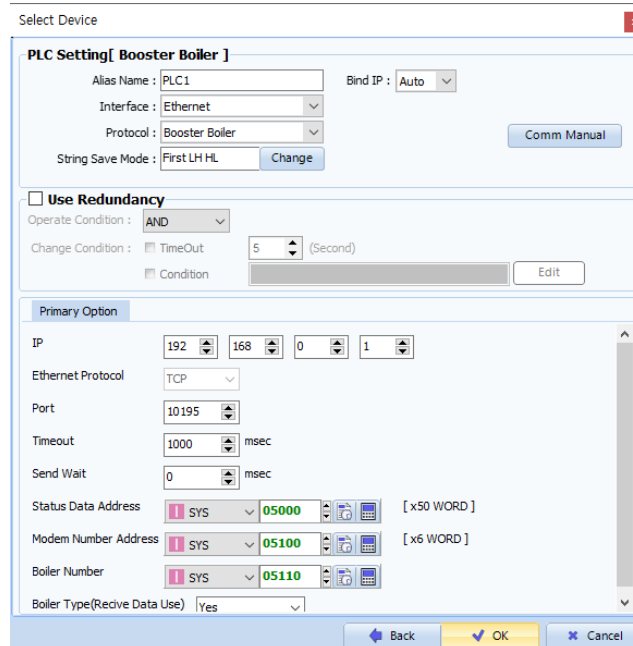 Select Device
PLC Setting[ Booster Boiler ]
Alias Name : PLC1 Bind IP : Auto
Interface : Ethernet
Protocol : Booster Boiler Comm Manual
String Save Mode : First LH HL Change
Use Redundancy
Operate Condition : AND
Change Condition : TimeOut 5 (Second)
Condition Edit
Primary Option
IP 192 168 0 1
Ethernet Protocol TCP
Port 10195
Timeout 1000 msec
Send Wait 0 msec
Status Data Address SYS 05000 [ x50 WORD ]
Modem Number Address SYS 05100 [ x6 WORD ]
Boiler Number SYS 05110
Boiler Type(Recive Data Use) Yes
Back OK Cancel